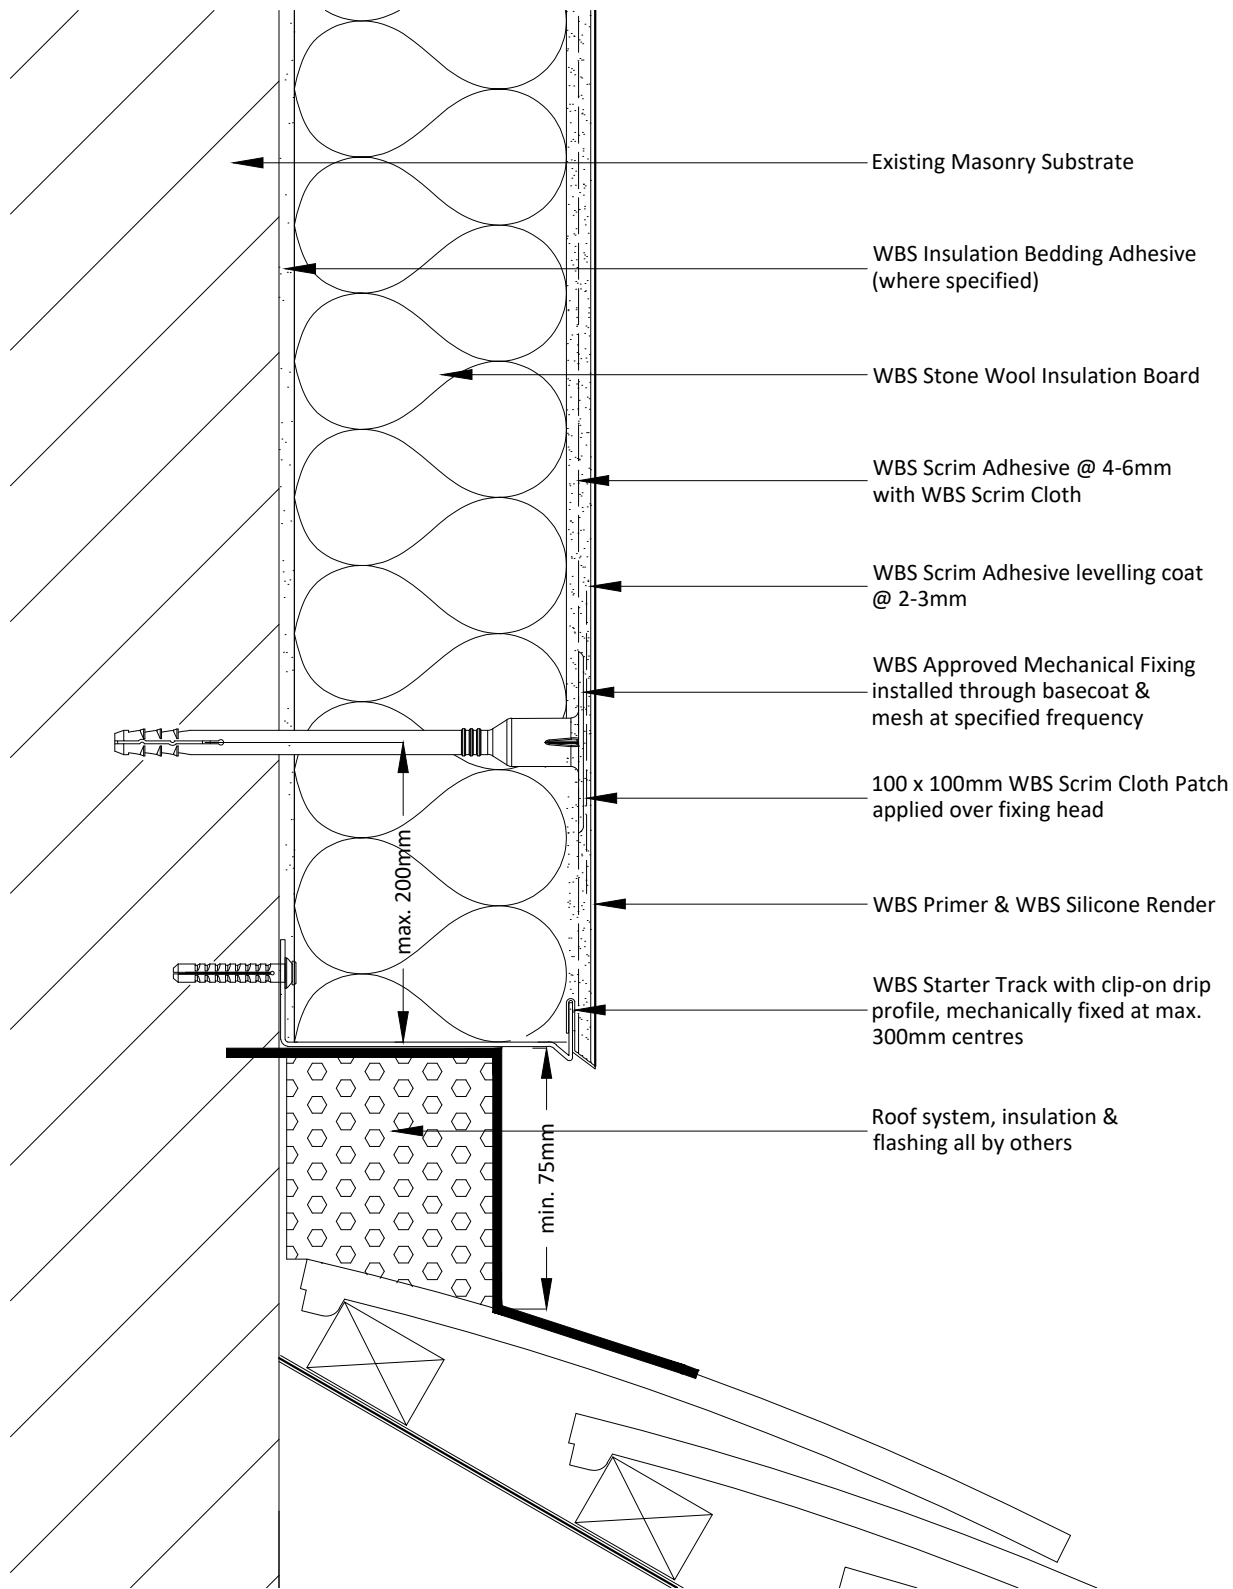 Existing Masonry Substrate
WBS Insulation Bedding Adhesive
(where specified)
WBS Stone Wool Insulation Board
WBS Scrim Adhesive @ 4-6mm
with WBS Scrim Cloth
WBS Scrim Adhesive levelling coat
@ 2-3mm
WBS Approved Mechanical Fixing
installed through basecoat &
mesh at specified frequency
100 x 100mm WBS Scrim Cloth Patch
applied over fixing head
max. 200mm
WBS Primer & WBS Silicone Render
WBS Starter Track with clip-on drip
profile, mechanically fixed at max.
300mm centres
Roof system, insulation &
flashing all by others
min. 75mm